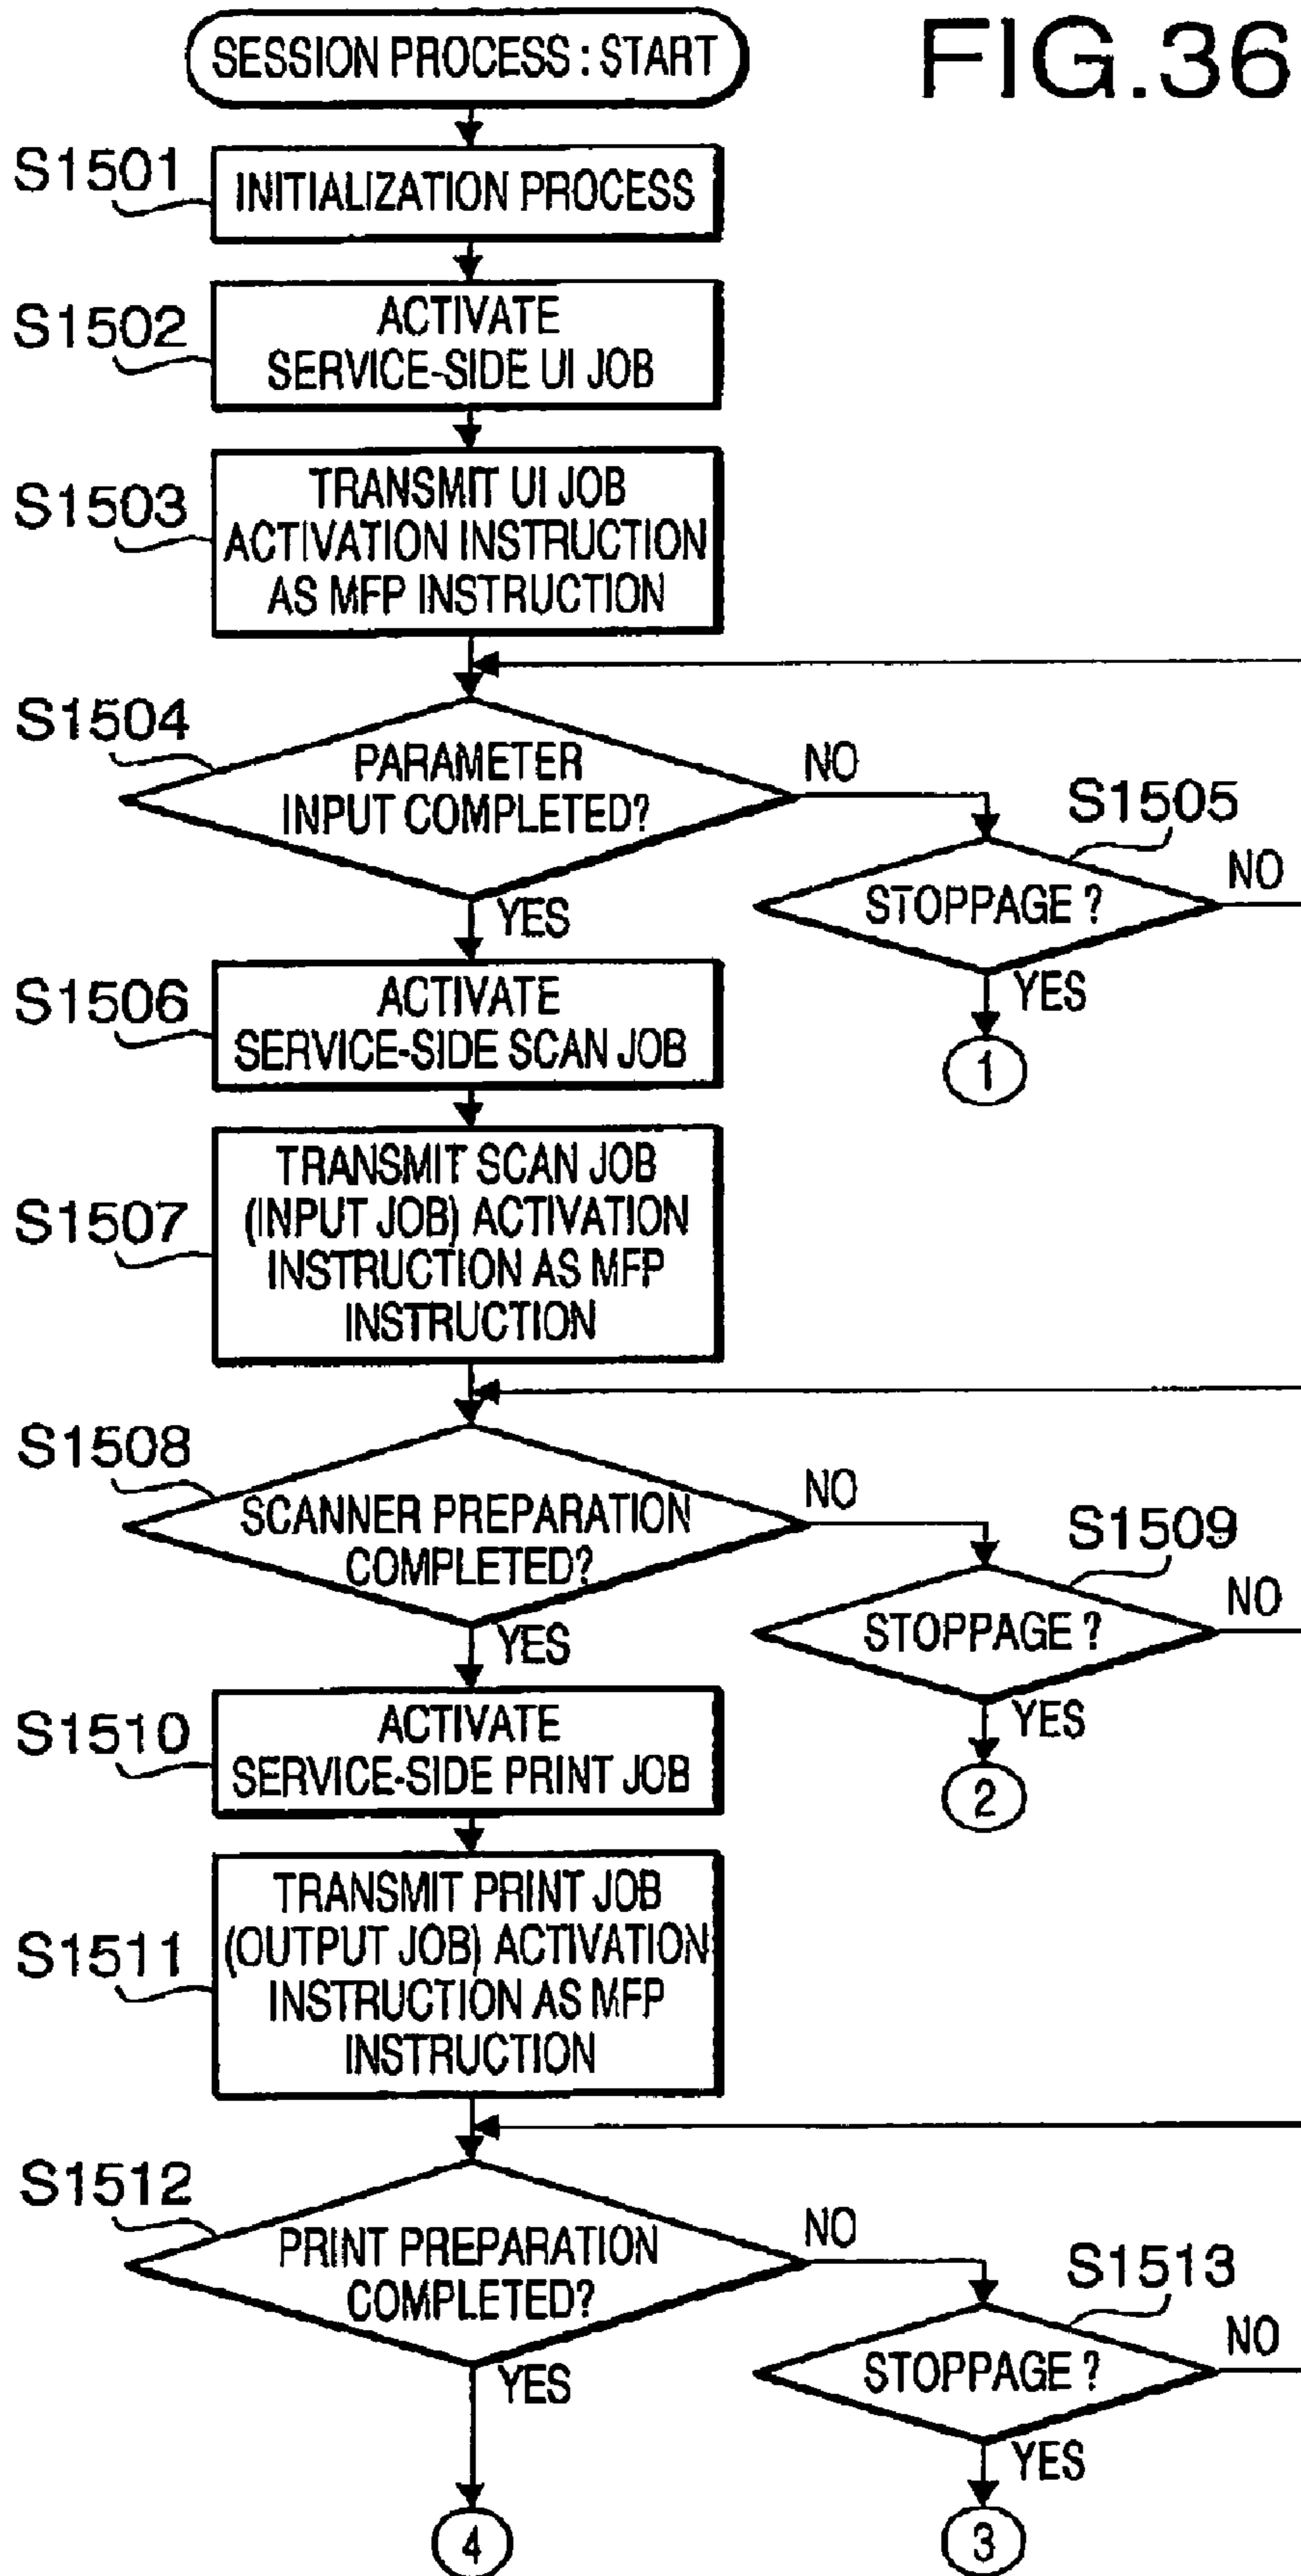 FIG.36
SESSION PROCESS : START
S1501
INITIALIZATION PROCESS
S1502
ACTIVATE
SERVICE-SIDE UI JOB
S1503
TRANSMIT UI JOB
ACTIVATION INSTRUCTION
AS MFP INSTRUCTION
S1504
PARAMETER
INPUT COMPLETED?
NO
YES
S1505
STOPPAGE ?
NO
YES
1
S1506
ACTIVATE
SERVICE-SIDE SCAN JOB
S1507
TRANSMIT SCAN JOB
(INPUT JOB) ACTIVATION
INSTRUCTION AS MFP
INSTRUCTION
S1508
SCANNER PREPARATION
COMPLETED?
NO
YES
S1509
STOPPAGE ?
NO
YES
2
S1510
ACTIVATE
SERVICE-SIDE PRINT JOB
S1511
TRANSMIT PRINT JOB
(OUTPUT JOB) ACTIVATION
INSTRUCTION AS MFP
INSTRUCTION
S1512
PRINT PREPARATION
COMPLETED?
NO
YES
S1513
STOPPAGE ?
NO
YES
4
3